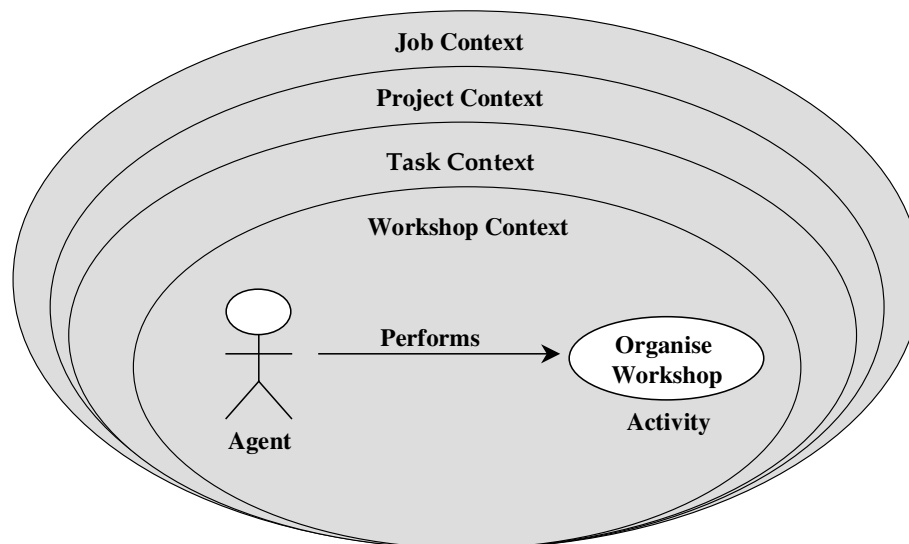 Job Context
Project Context
Task Context
Workshop Context
Performs
Organise
Workshop
Agent
Activity